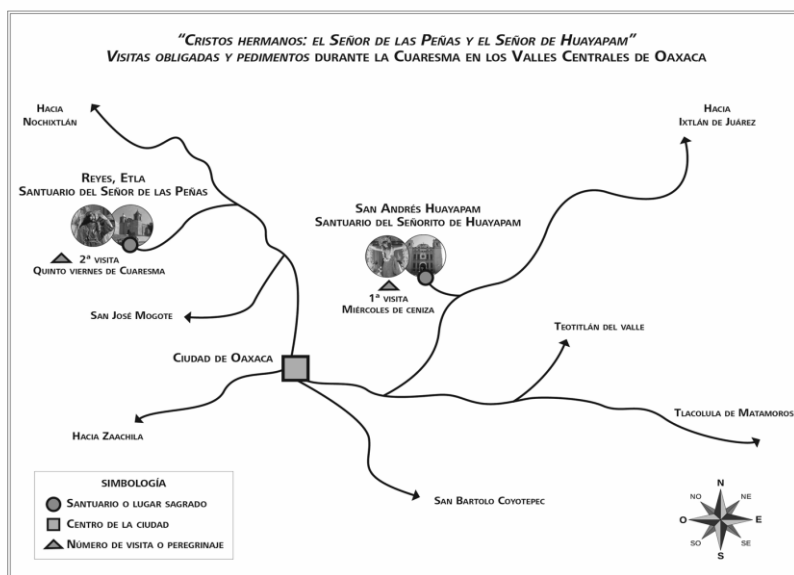 "Cristos hermanos: el Señor de las Peñas y el Señor de Huayapam"
Visitas obligadas y pedimentos durante la Cuaresma en los Valles Centrales de Oaxaca
Hacia
Nochixtlán
Hacia
Ixtlán de Juárez
Reyes, Etla
Santuario del Señor de las Peñas
2ª visita
Quinto viernes de Cuaresma
San Andrés Huayapam
Santuario del Señorito de Huayapam
1ª visita
Miércoles de ceniza
San José Mogote
Teotitlán del valle
Ciudad de Oaxaca
Tlacolula de Matamoros
Hacia Zaachila
San Bartolo Coyotepec
simbología
Santuario o lugar sagrado
Centro de la ciudad
Número de visita o peregrinaje
N
NO
NE
O
E
SO
SE
S